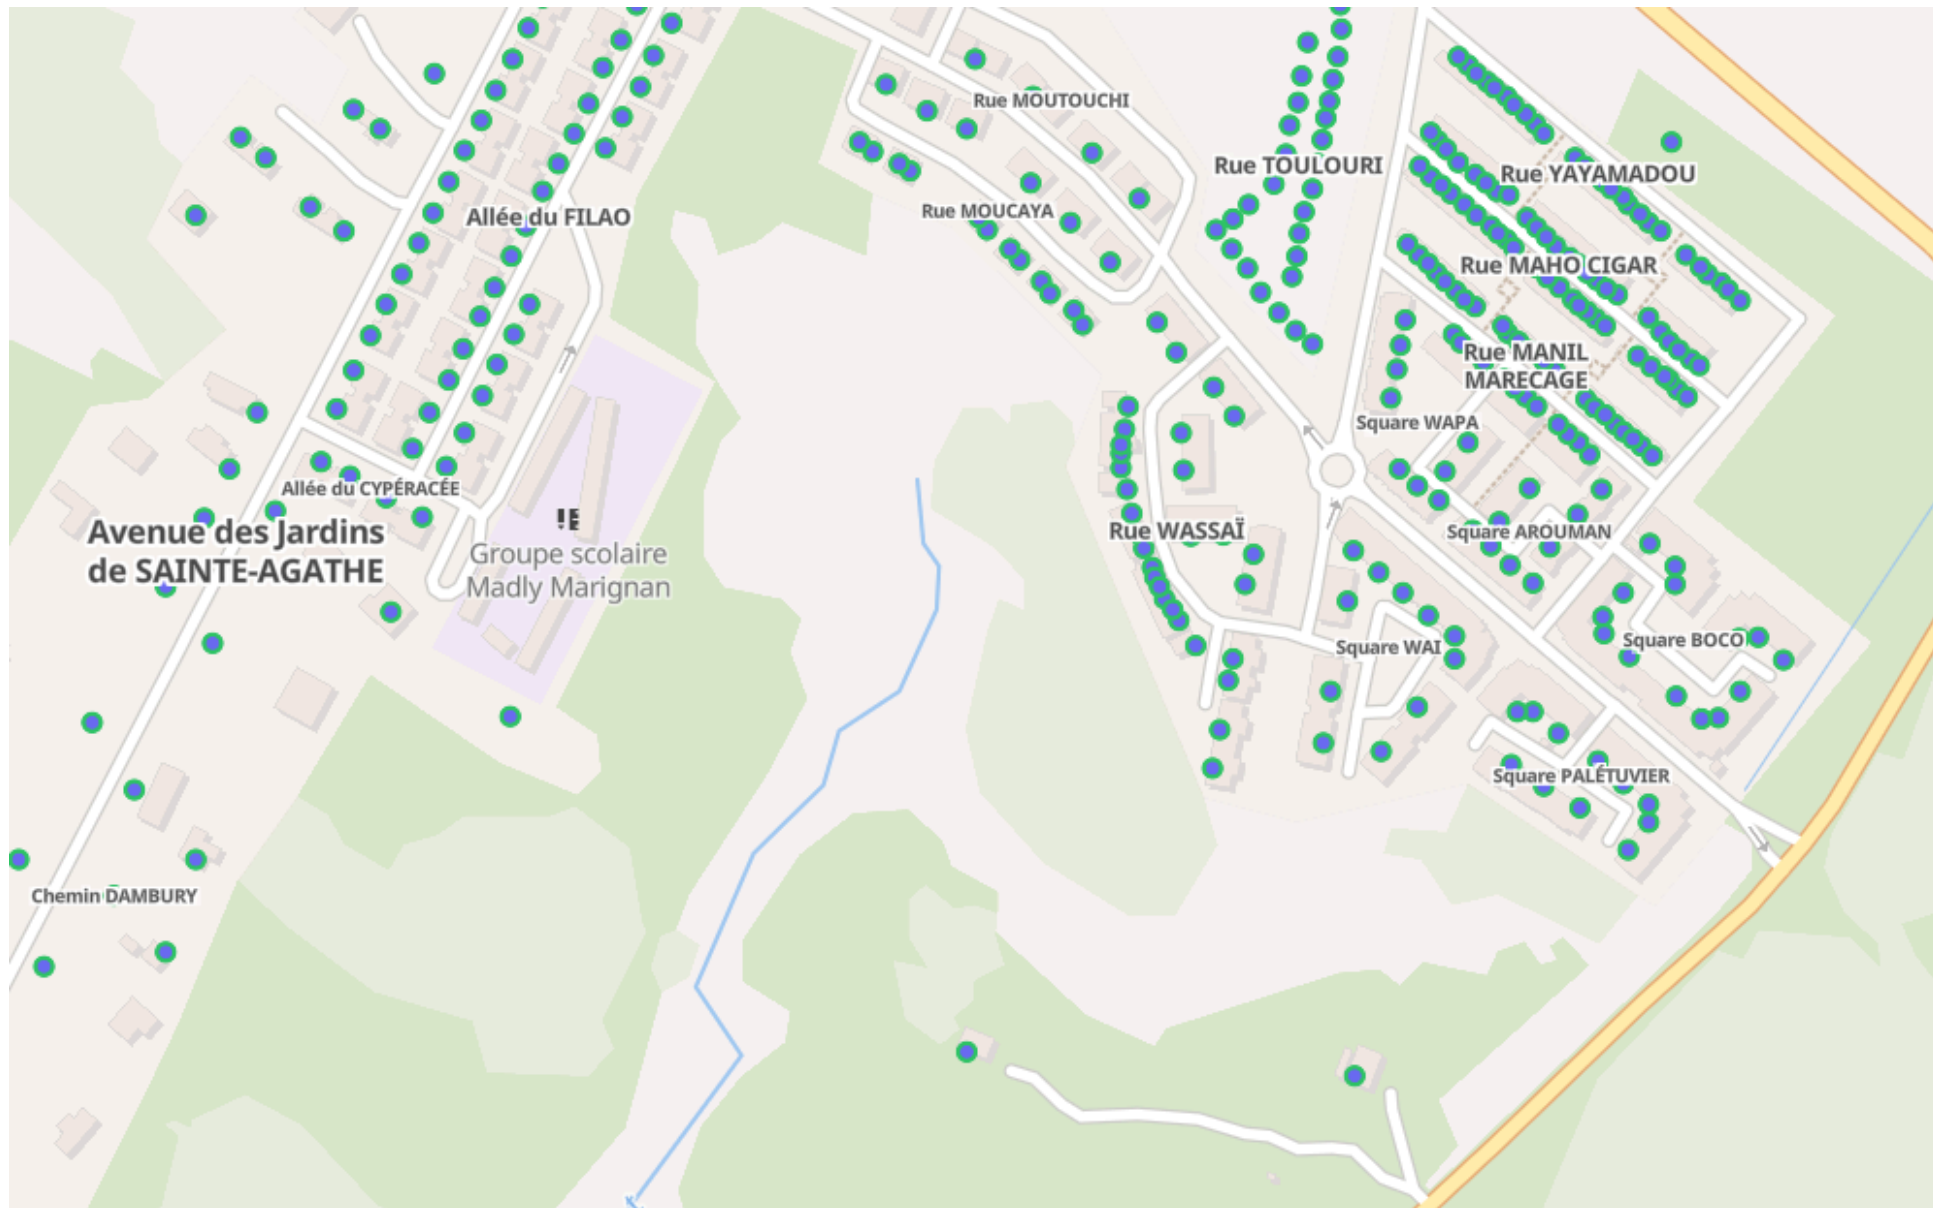 Rue MOUTOUCHI
Rue TOULOURI
Rue YAYAMADOU
Allée du FILAO
Rue MOUCAYA
Rue MAHO CIGAR
Rue MANIL
MARECAGE
Square WAPA
Allée du CYPÉRACÉE
Avenue des Jardins
de SAINTE-AGATHE
Rue WASSAÏ
Square AROUMAN
Groupe scolaire
Madly Marignan
Square WAI
Square BOCO
Square PALÉTUVIER
Chemin DAMBURY